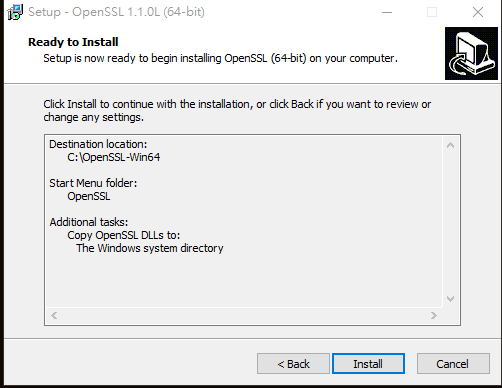 Setup - OpenSSL 1.1.0L (64-bit)
Ready to Install
Setup is now ready to begin installing OpenSSL (64-bit) on your computer.
Click Install to continue with the installation, or click Back if you want to review or
change any settings.
Destination location:
C:\OpenSSL-Win64
Start Menu folder:
OpenSSL
Additional tasks:
Copy OpenSSL DLLs to:
The Windows system directory
< Back
Install
Cancel